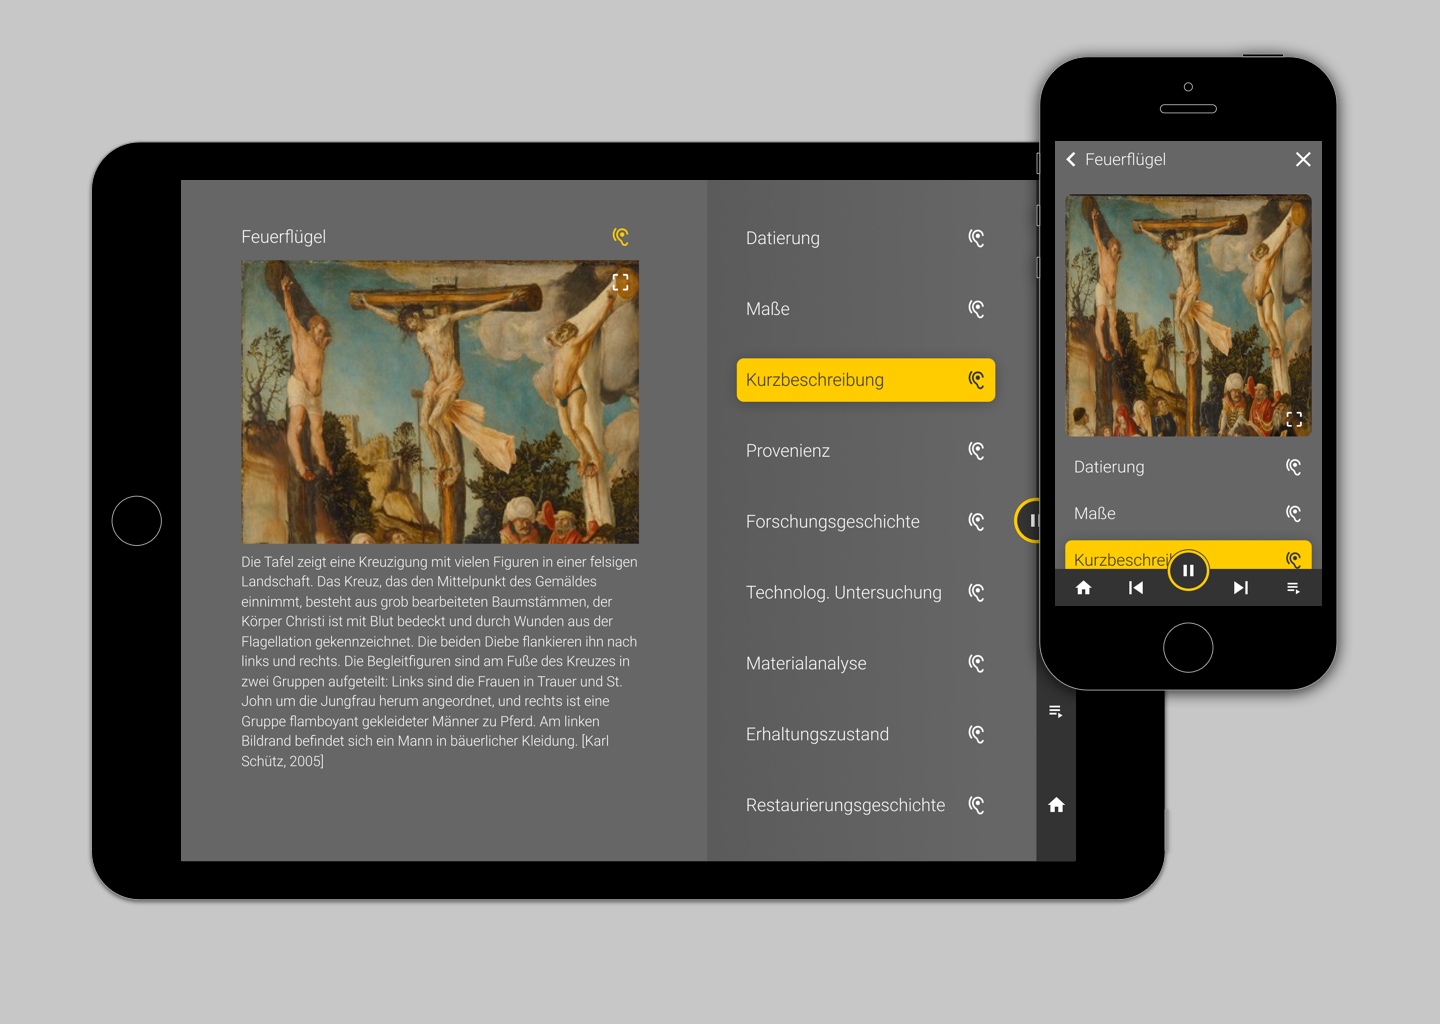 Feuerflügel
Die Tafel zeigt eine Kreuzigung mit vielen Figuren in einer felsigen
Landschaft. Das Kreuz, das den Mittelpunkt des Gemäldes
einnimmt, besteht aus grob bearbeiteten Baumstämmen, der
Körper Christi ist mit Blut bedeckt und durch Wunden aus der
Flagellation gekennzeichnet. Die beiden Diebe flankieren ihn nach
links und rechts. Die Begleitfiguren sind am Fuße des Kreuzes in
zwei Gruppen aufgeteilt: Links sind die Frauen in Trauer und St.
John um die Jungfrau herum angeordnet, und rechts ist eine
Gruppe flamboyant gekleideter Männer zu Pferd. Am linken
Bildrand befindet sich ein Mann in bäuerlicher Kleidung. [Karl
Schütz, 2005]
Datierung
Maße
Kurzbeschreibung
Provenienz
Forschungsgeschichte
Technolog. Untersuchung
Materialanalyse
Erhaltungszustand
Restaurierungsgeschichte
Feuerflügel
Datierung
Maße
Kurzbeschrei